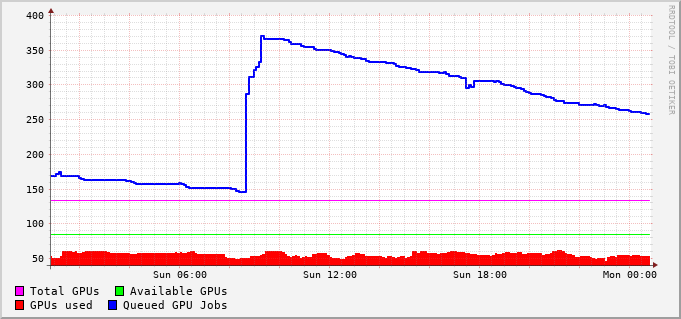 400
350
300
250
200
150
100
50
Sun 06:00 Sun 12:00 Sun 18:00 Mon 00:00
Total GPUs Available GPUs
GPUs used Queued GPU Jobs
RRDTOOL / TOBI OETIKER